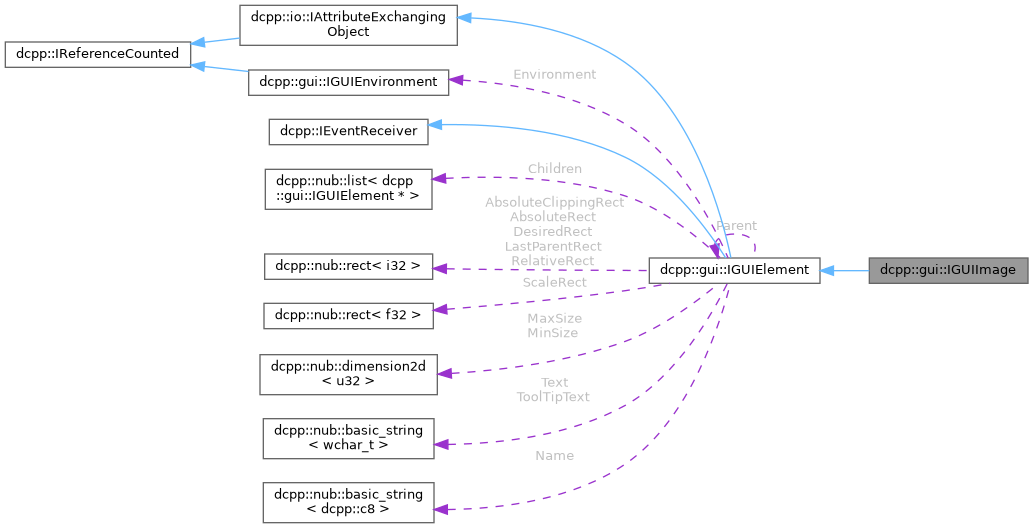 dcpp::io::IAttributeExchanging
Object
dcpp::IReferenceCounted
dcpp::gui::IGUIEnvironment
Environment
dcpp::IEventReceiver
Children
dcpp::nub::list< dcpp
::gui::IGUIElement * >
AbsoluteClippingRect
AbsoluteRect
DesiredRect
LastParentRect
RelativeRect
Parent
dcpp::nub::rect< i32 >
dcpp::gui::IGUIElement
dcpp::gui::IGUIImage
ScaleRect
dcpp::nub::rect< f32 >
MaxSize
MinSize
dcpp::nub::dimension2d
< u32 >
Text
ToolTipText
dcpp::nub::basic_string
< wchar_t >
Name
dcpp::nub::basic_string
< dcpp::c8 >